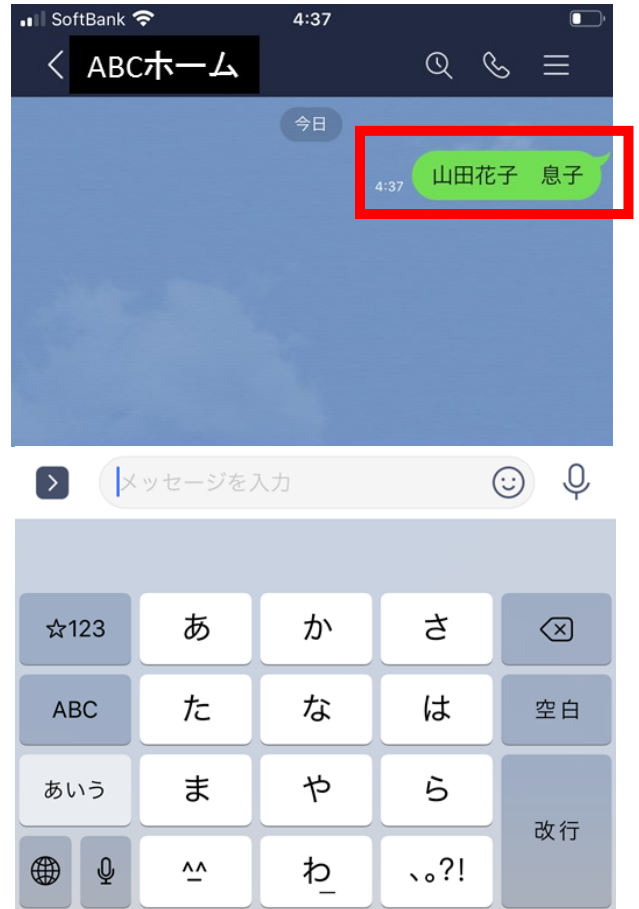 SoftBank 4:37
ABCホーム
今日
4:37 山田花子　息子
メッセージを入力
☆123 あ か さ
ABC た な は 空白
あいう ま や ら 改行
^^ わ_ 、。?!